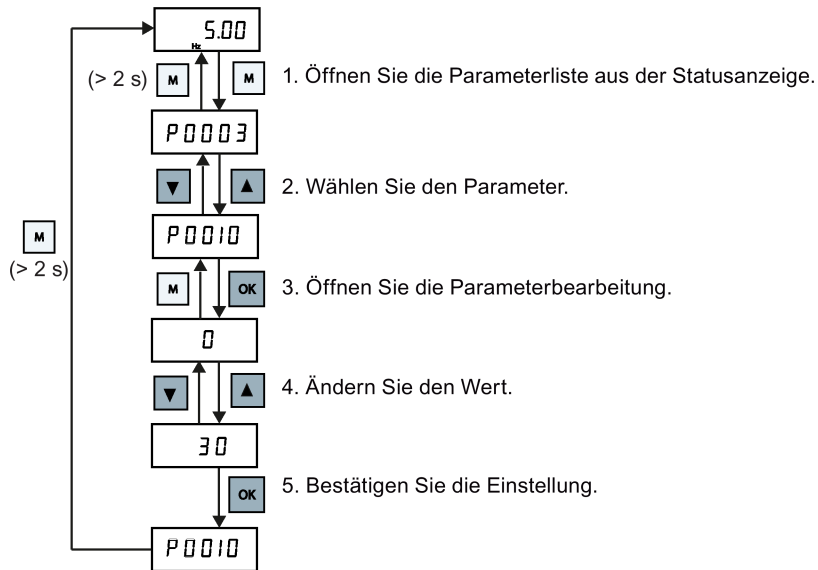 5.00
Hz
(> 2 s) M M 1. Öffnen Sie die Parameterliste aus der Statusanzeige.
P0003
2. Wählen Sie den Parameter.
M
(> 2 s)
P0010
M OK 3. Öffnen Sie die Parameterbearbeitung.
0
4. Ändern Sie den Wert.
30
OK 5. Bestätigen Sie die Einstellung.
P0010